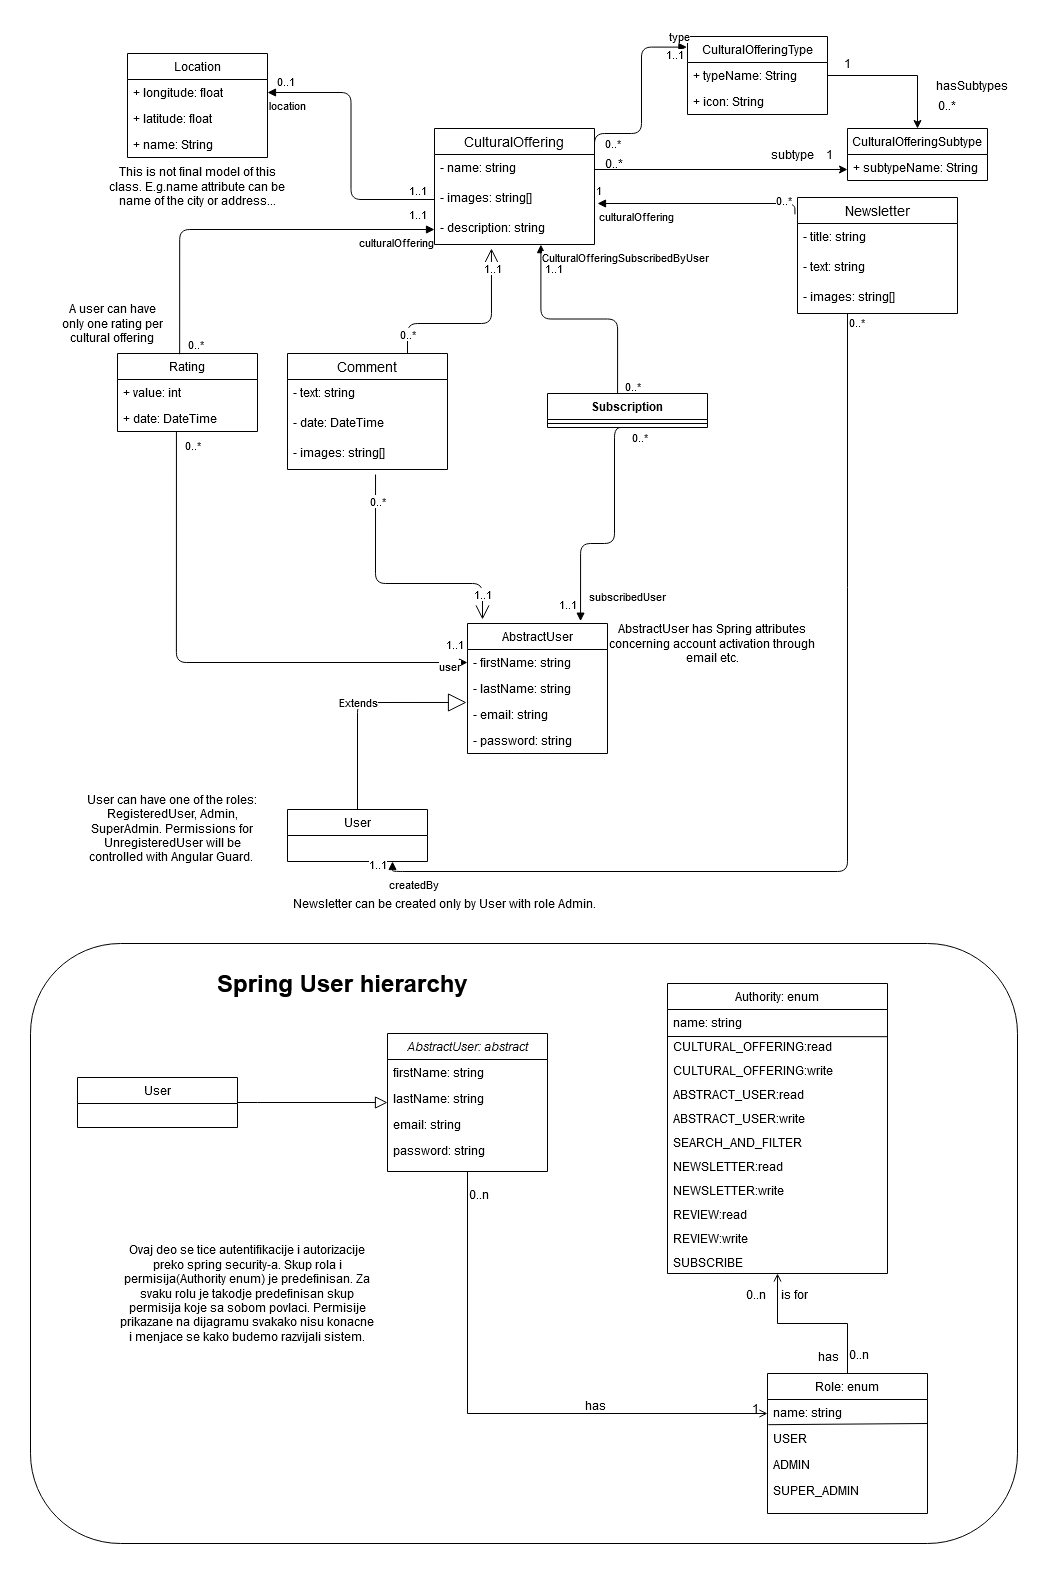 type
CulturalOfferingType
1..1
+ typeName: String
+ icon: String
1
hasSubtypes
0..*
Location
+ longitude: float
+ latitude: float
+ name: String
0..1
location
This is not final model of this
class. E.g.name attribute can be
name of the city or address...
CulturalOffering
- name: string
- images: string[]
- description: string
0..*
0..*
subtype
1
CulturalOfferingSubtype
+ subtypeName: String
1..1
1..1
culturalOffering
1
culturalOffering
0..*
Newsletter
- title: string
- text: string
- images: string[]
0..*
1..1
CulturalOfferingSubscribedByUser
1..1
A user can have
only one rating per
cultural offering
0..*
Rating
+ value: int
+ date: DateTime
0..*
0..*
Comment
- text: string
- date: DateTime
- images: string[]
0..*
0..*
Subscription
0..*
1..1
1..1
subscribedUser
1..1
user
AbstractUser
- firstName: string
- lastName: string
- email: string
- password: string
AbstractUser has Spring attributes
concerning account activation through
email etc.
Extends
User can have one of the roles:
RegisteredUser, Admin,
SuperAdmin. Permissions for
UnregisteredUser will be
controlled with Angular Guard.
User
1..1
createdBy
Newsletter can be created only by User with role Admin.
Spring User hierarchy
User
AbstractUser: abstract
firstName: string
lastName: string
email: string
password: string
0..n
Authority: enum
name: string
CULTURAL_OFFERING:read
CULTURAL_OFFERING:write
ABSTRACT_USER:read
ABSTRACT_USER:write
SEARCH_AND_FILTER
NEWSLETTER:read
NEWSLETTER:write
REVIEW:read
REVIEW:write
SUBSCRIBE
0..n
is for
Ovaj deo se tice autentifikacije i autorizacije
preko spring security-a. Skup rola i
permisija(Authority enum) je predefinisan. Za
svaku rolu je takodje predefinisan skup
permisija koje sa sobom povlaci. Permisije
prikazane na dijagramu svakako nisu konacne
i menjace se kako budemo razvijali sistem.
has
0..n
has
1
Role: enum
name: string
USER
ADMIN
SUPER_ADMIN